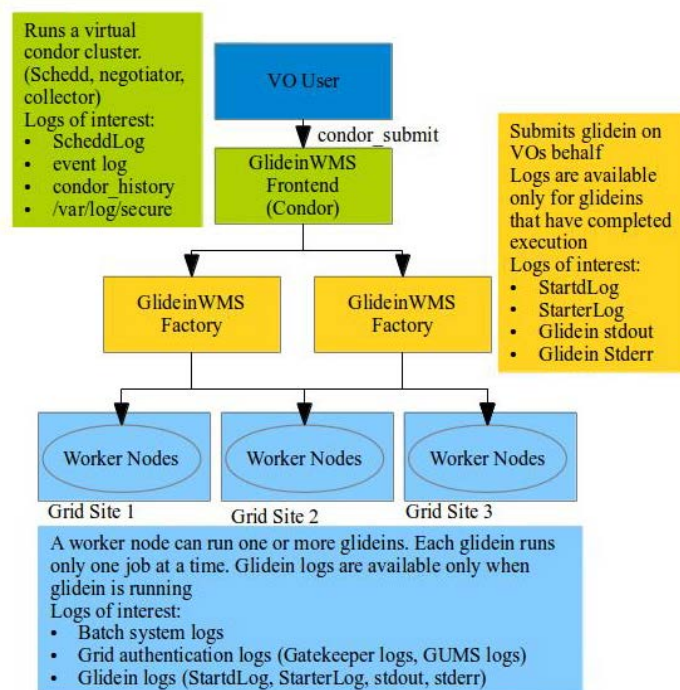 Runs a virtual
condor cluster.
(Schedd, negotiator,
collector)
Logs of interest:
• ScheddLog
• event log
• condor_history
• /var/log/secure
VO User
condor_submit
GlideinWMS
Frontend
(Condor)
Submits glidein on
VOs behalf
Logs are available
only for glideins
that have completed
execution
Logs of interest:
• StartdLog
• StarterLog
• Glidein stdout
• Glidein Stderr
GlideinWMS
Factory
GlideinWMS
Factory
Worker Nodes
Worker Nodes
Worker Nodes
Grid Site 1
Grid Site 2
Grid Site 3
A worker node can run one or more glideins. Each glidein runs
only one job at a time. Glidein logs are available only when
glidein is running
Logs of interest:
• Batch system logs
• Grid authentication logs (Gatekeeper logs, GUMS logs)
• Glidein logs (StartdLog, StarterLog, stdout, stderr)